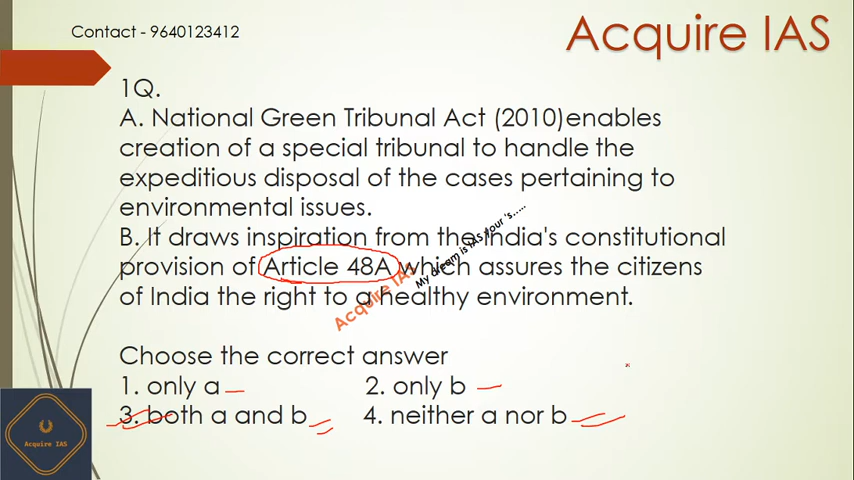 Contact - 9640123412
Acquire IAS
1Q.
A. National Green Tribunal Act (2010)enables
creation of a special tribunal to handle the
expeditious disposal of the cases pertaining to
environmental issues.
B. It draws inspiration from the India's constitutional
provision of Article 48A which assures the citizens
of India the right to a healthy environment.
My dream is IAS your 's.....
Acquire IAS
Choose the correct answer
1. only a
2. only b
3. both a and b
4. neither a nor b
Acquire IAS